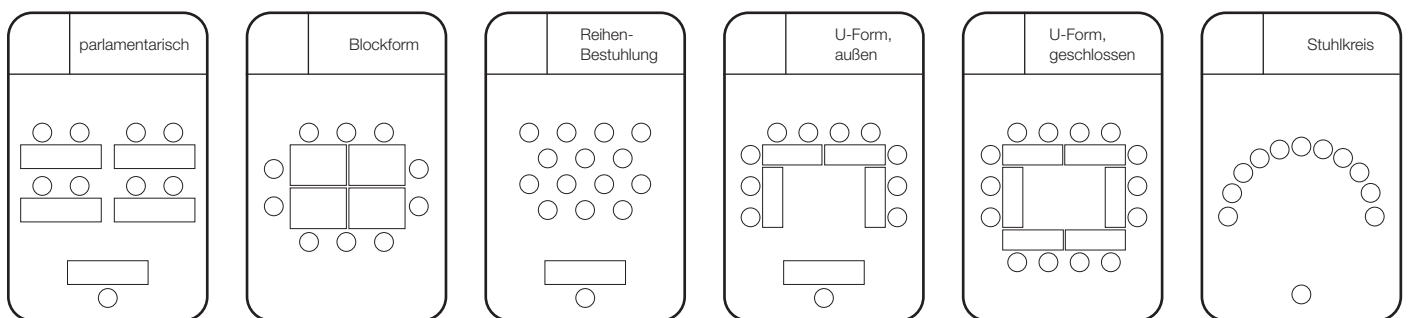 parlamentarisch
Blockform
Reihen-
Bestuhlung
U-Form,
außen
U-Form,
geschlossen
Stuhlkreis